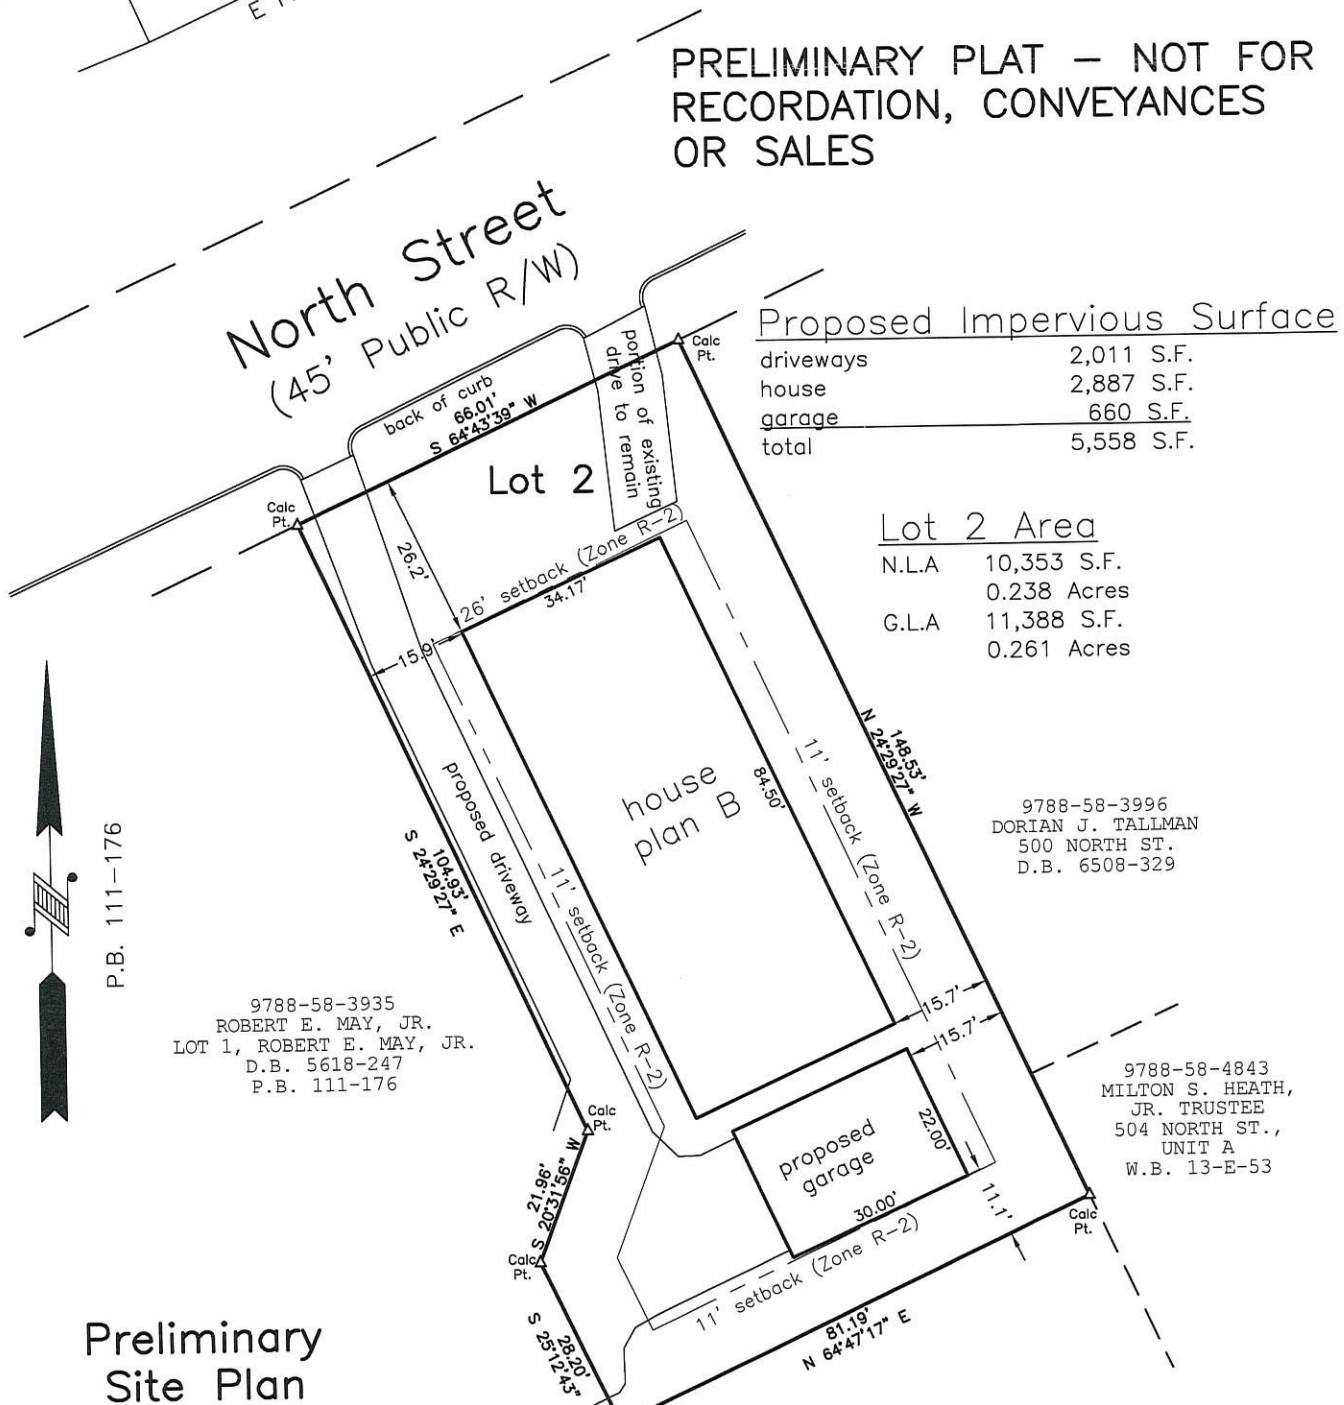 PRELIMINARY PLAT – NOT FOR
RECORDATION, CONVEYANCES
OR SALES
North Street
(45' Public R/W)
back of curb
66.01'
S 64°43'39" W
portion of existing
drive to remain
Calc
Pt.
Proposed Impervious Surface
driveways 2,011 S.F.
house 2,887 S.F.
garage 660 S.F.
total 5,558 S.F.
Lot 2
Calc
Pt.
Lot 2 Area
N.L.A 10,353 S.F.
0.238 Acres
G.L.A 11,388 S.F.
0.261 Acres
26.2'
26' setback (Zone R-2)
34.17'
15.9'
house
plan B
84.50'
11' setback (Zone R-2)
148.53'
N 24°29'27" W
proposed driveway
11' setback (Zone R-2)
104.93'
S 24°29'27" E
9788-58-3996
DORIAN J. TALLMAN
500 NORTH ST.
D.B. 6508-329
P.B. 111-176
9788-58-3935
ROBERT E. MAY, JR.
LOT 1, ROBERT E. MAY, JR.
D.B. 5618-247
P.B. 111-176
15.7'
15.7'
9788-58-4843
MILTON S. HEATH,
JR. TRUSTEE
504 NORTH ST.,
UNIT A
W.B. 13-E-53
Calc
Pt.
proposed
garage
22.00'
30.00'
11.1'
21.96'
S 20°31'56" W
Calc
Pt.
Calc
Pt.
11' setback (Zone R-2)
81.19'
N 64°47'17" E
28.20'
S 25°12'43"
Preliminary
Site Plan